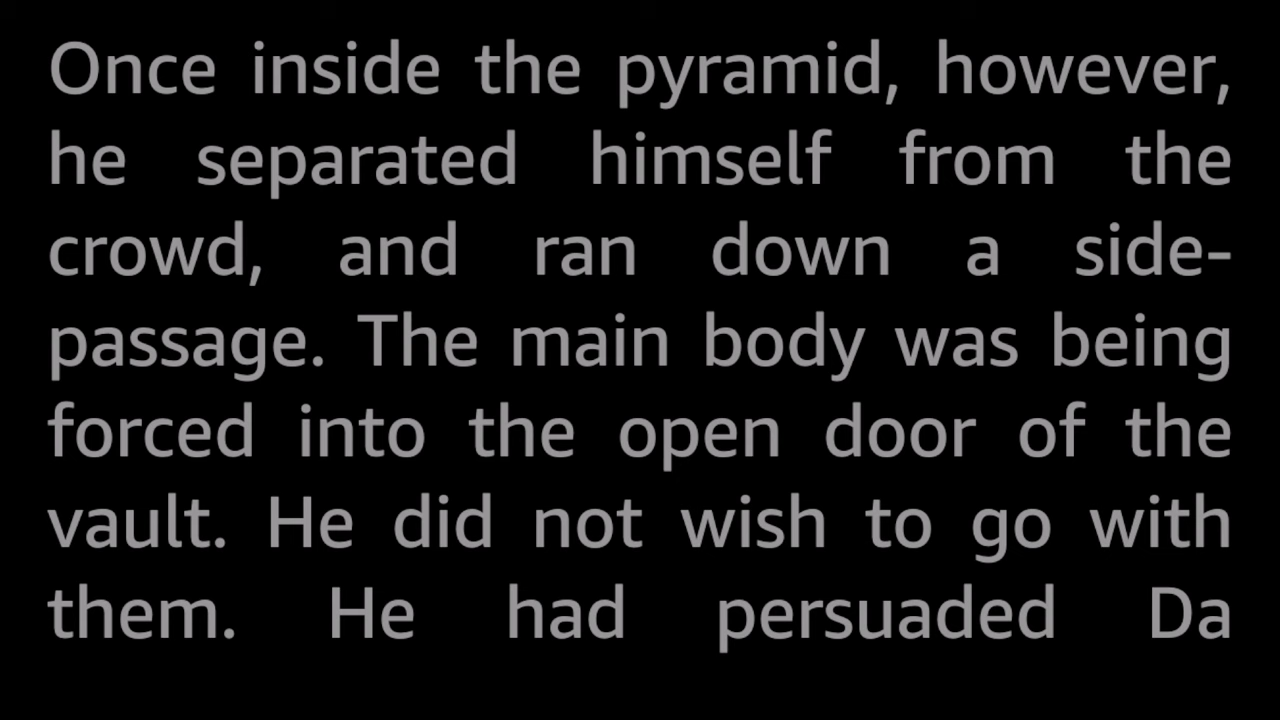 Once inside the pyramid, however,
he separated himself from the
crowd, and ran down a side-
passage. The main body was being
forced into the open door of the
vault. He did not wish to go with
them. He had persuaded Da